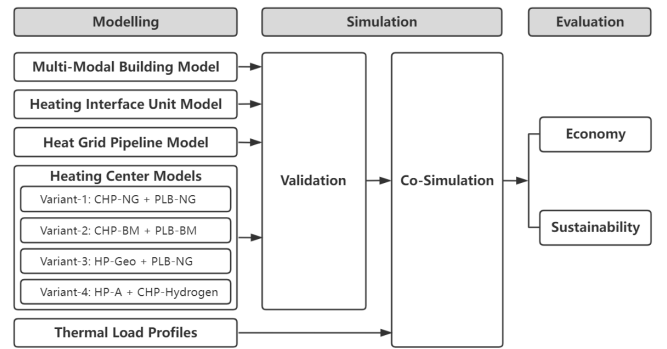 Modelling
Simulation
Evaluation
Multi-Modal Building Model
Heating Interface Unit Model
Heat Grid Pipeline Model
Heating Center Models
Variant-1: CHP-NG + PLB-NG
Variant-2: CHP-BM + PLB-BM
Variant-3: HP-Geo + PLB-NG
Variant-4: HP-A + CHP-Hydrogen
Thermal Load Profiles
Validation
Co-Simulation
Economy
Sustainability